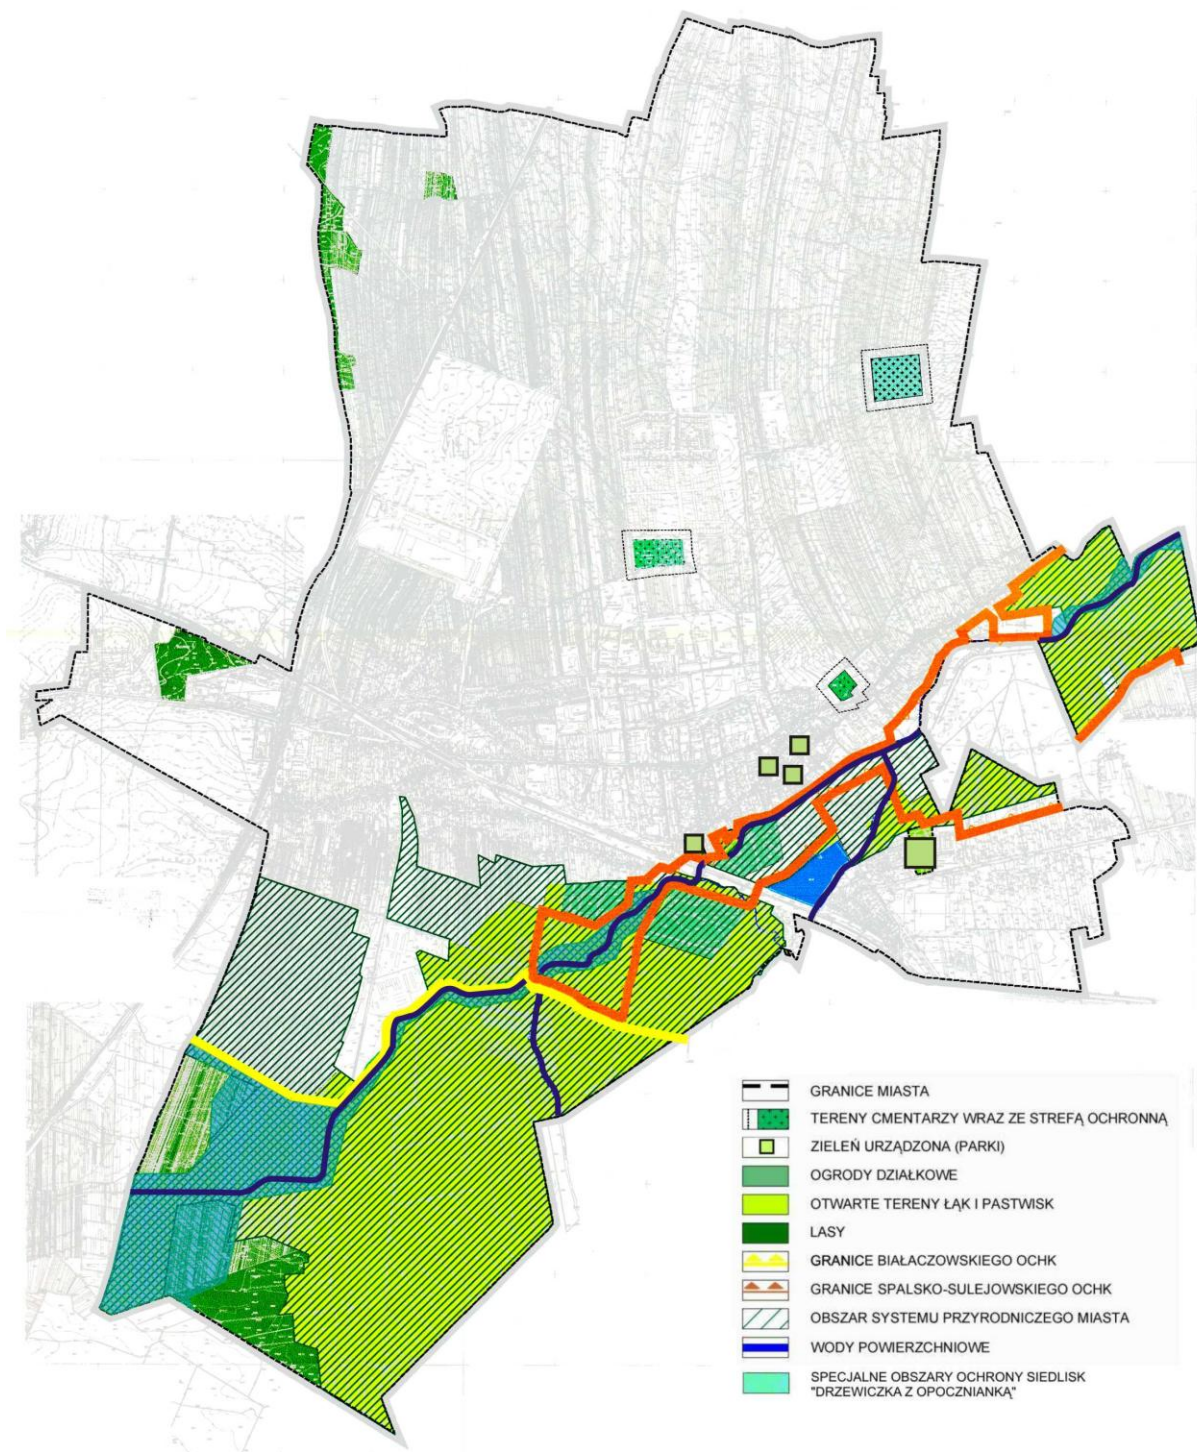 GRANICE MIASTA
TERENY CMENTARZY WRAZ ZE STREFĄ OCHRONNĄ
ZIELEŃ URZĄDZONA (PARKI)
OGRODY DZIAŁKOWE
OTWARTE TERENY ŁĄK I PASTWISK
LASY
GRANICE BIAŁACZOWSKIEGO OCHK
GRANICE SPALSKO-SULEJOWSKIEGO OCHK
OBSZAR SYSTEMU PRZYRODNICZEGO MIASTA
WODY POWIERZCHNIOWE
SPECJALNE OBSZARY OCHRONY SIEDLISK
"DRZEWICZKA Z OPOCZNIANKĄ"